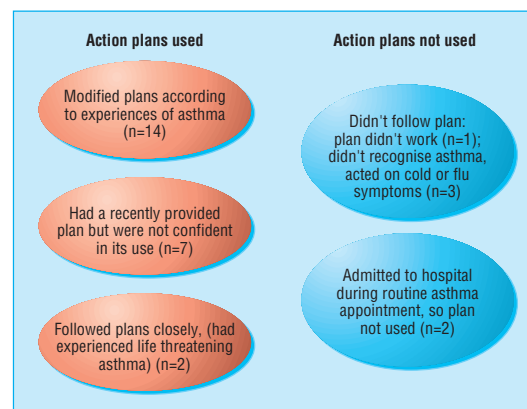 Action plans used
Modified plans according
to experiences of asthma
(n=14)
Had a recently provided
plan but were not confident
in its use (n=7)
Followed plans closely, (had
experienced life threatening
asthma) (n=2)
Action plans not used
Didn't follow plan:
plan didn't work (n=1);
didn't recognise asthma,
acted on cold or flu
symptoms (n=3)
Admitted to hospital
during routine asthma
appointment, so plan
not used (n=2)